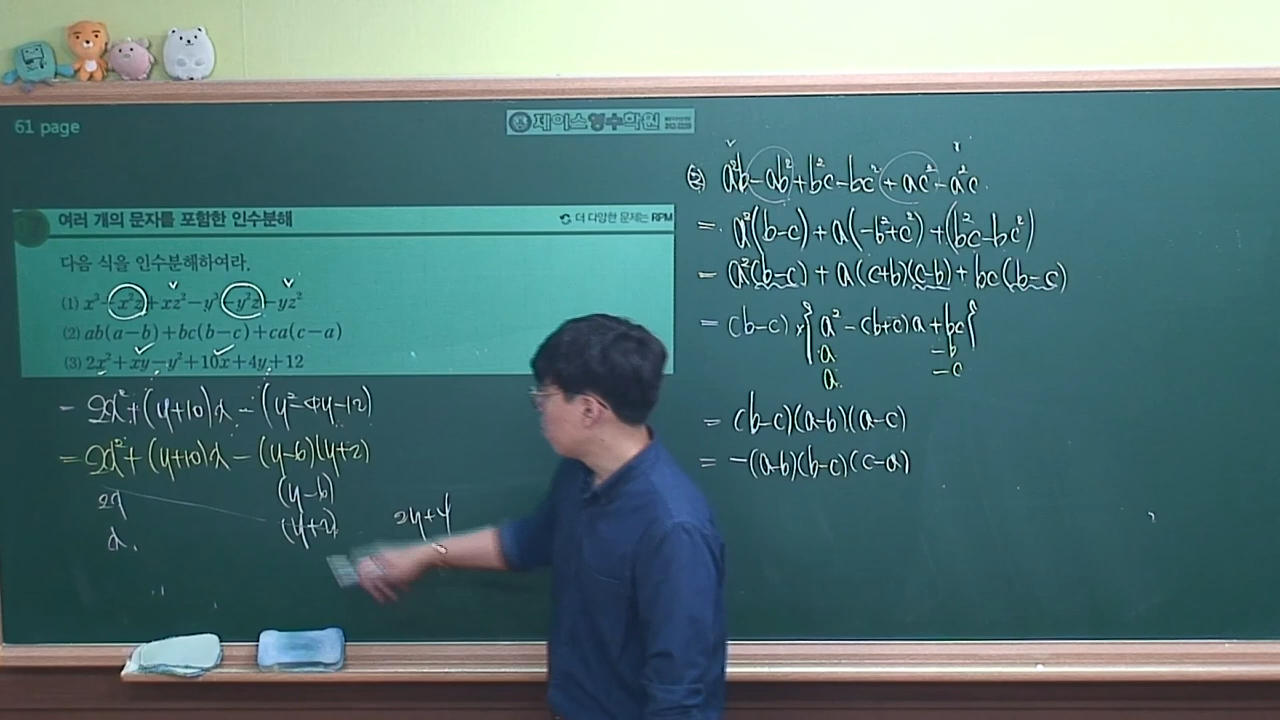 61 page
제이스영수학원
여러 개의 문자를 포함한 인수분해
더 다양한 문제는 RPM
다음 식을 인수분해하여라.
(1) x³-x²z+xz²-y³-y²z-yz²
(2) ab(a-b)+bc(b-c)+ca(c-a)
(3) 2x²+xy-y²+10x+4y+12
= 2x²+(y+10)x-(y²-4y-12)
= 2x²+(y+10)x-(y-6)(y+2)
2x (y-6)
x. (y+2) 2y+4
(2) a²b-ab²+b²c-bc²+ac²-a²c.
= a²(b-c)+a(-b²+c²)+(b²c-bc²)
= a²(b-c)+a(c+b)(c-b)+bc(b-c)
= (b-c)×{a²-(b+c)a+bc}
a -b
a. -c
= (b-c)(a-b)(a-c)
= -(a-b)(b-c)(c-a)